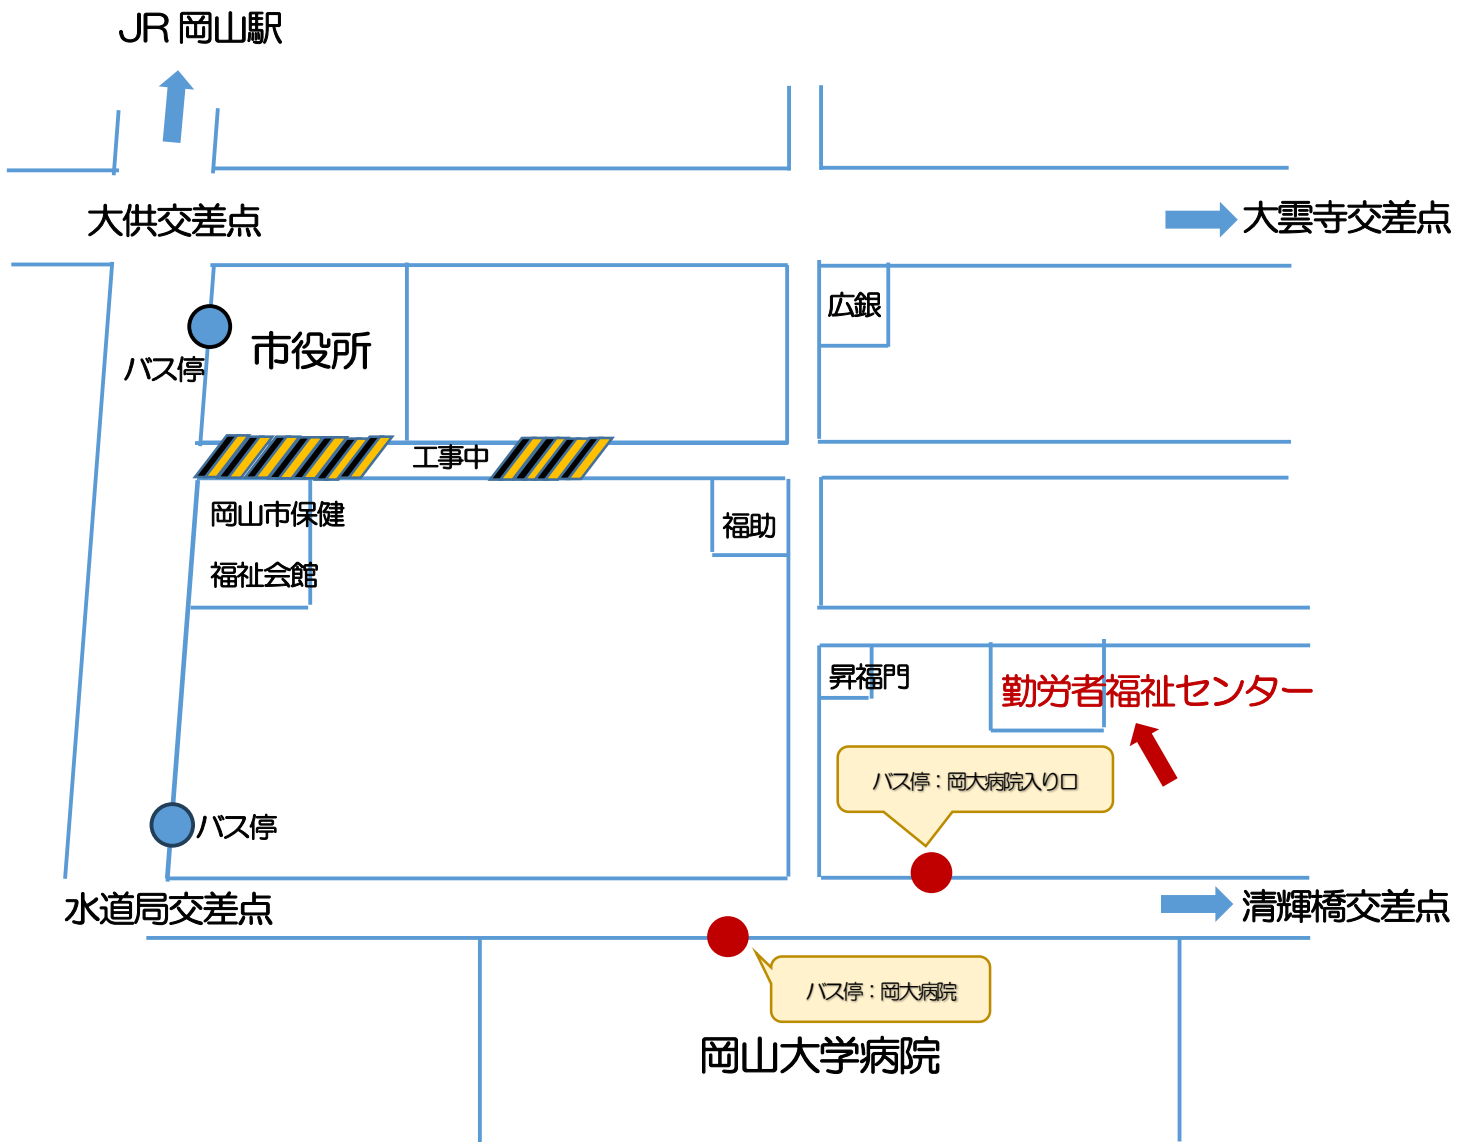 JR 岡山駅
大供交差点
大雲寺交差点
広銀
市役所
バス停
工事中
岡山市保健
福祉会館
福助
昇福門
勤労者福祉センター
バス停：岡大病院入り口
バス停
水道局交差点
清輝橋交差点
バス停：岡大病院
岡山大学病院